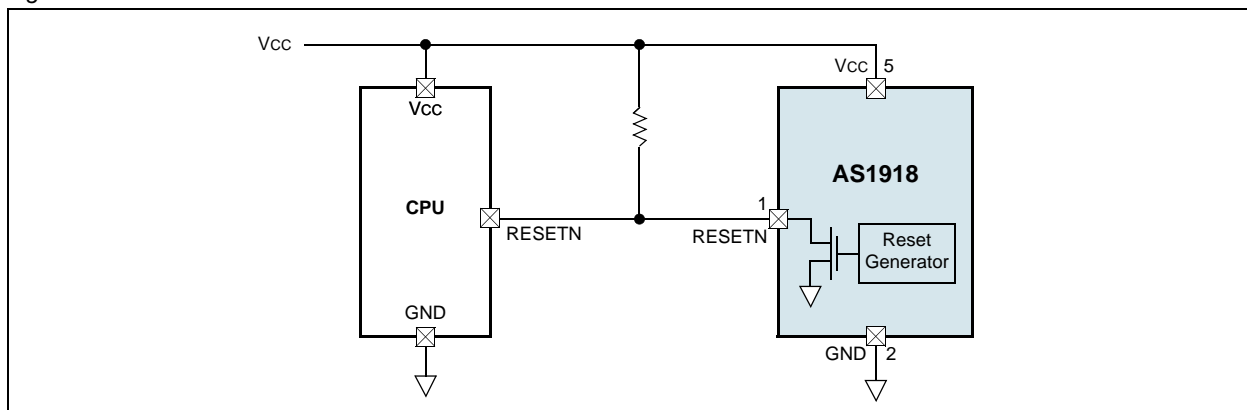 VCC
VCC 5
VCC
AS1918
CPU
1
RESETN
RESETN
Reset
Generator
GND
GND 2